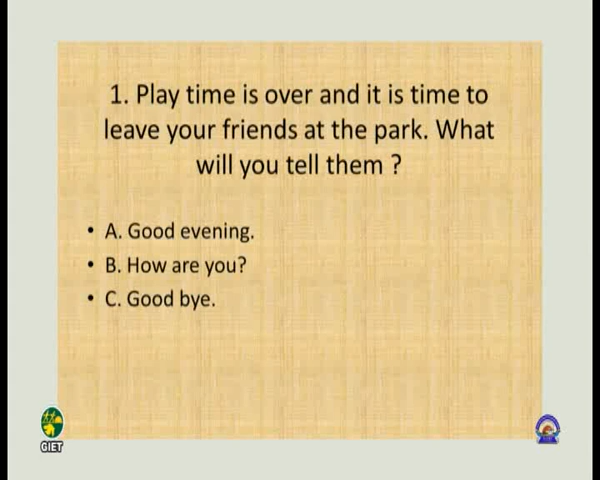 1. Play time is over and it is time to
leave your friends at the park. What
will you tell them ?
• A. Good evening.
• B. How are you?
• C. Good bye.
GIET